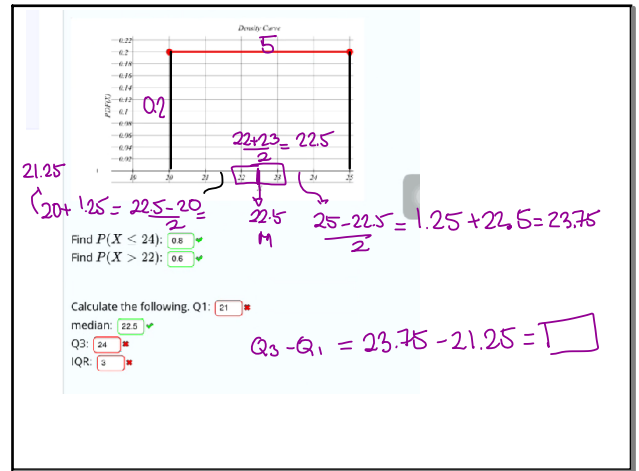 Density Curve
5
0.22
0.2
0.18
0.16
0.14
0.12
0.1
0.08
0.06
0.04
0.02
PDF(X)
0.2
22+23/2 = 22.5
19 20 21 22 23 24 25
21.25
20+ 1.25 = 22.5-20/2 =
22.5
M
25-22.5/2 = 1.25 +22.5=23.75
Find P(X < 24): 0.8
Find P(X > 22): 0.6
Calculate the following. Q1: 21
median: 22.5
Q3: 24
IQR: 3
Q3 -Q1 = 23.75 -21.25 =